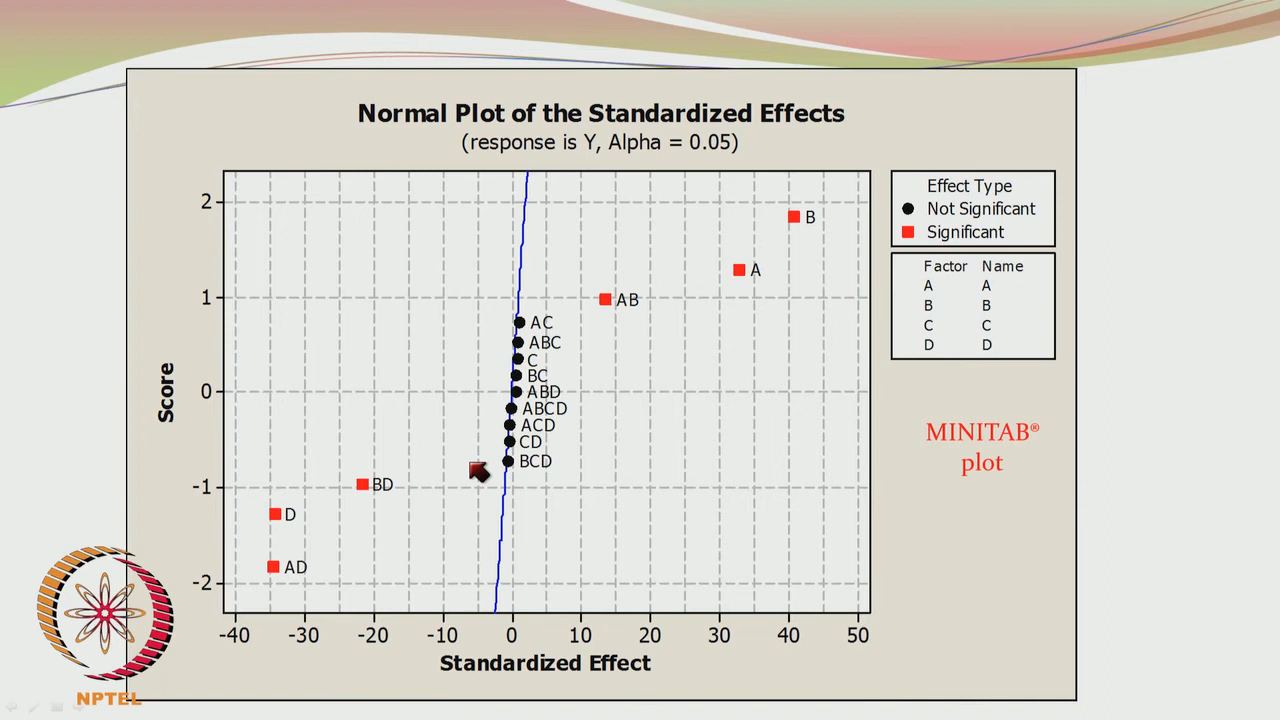 Normal Plot of the Standardized Effects
(response is Y, Alpha = 0.05)
Effect Type
Not Significant
Significant
Factor Name
A A
B B
C C
D D
MINITAB®
plot
Score
2
1
0
-1
-2
B
A
AB
AC
ABC
C
BC
ABD
ABCD
ACD
CD
BCD
BD
D
AD
-40 -30 -20 -10 0 10 20 30 40 50
Standardized Effect
NPTEL